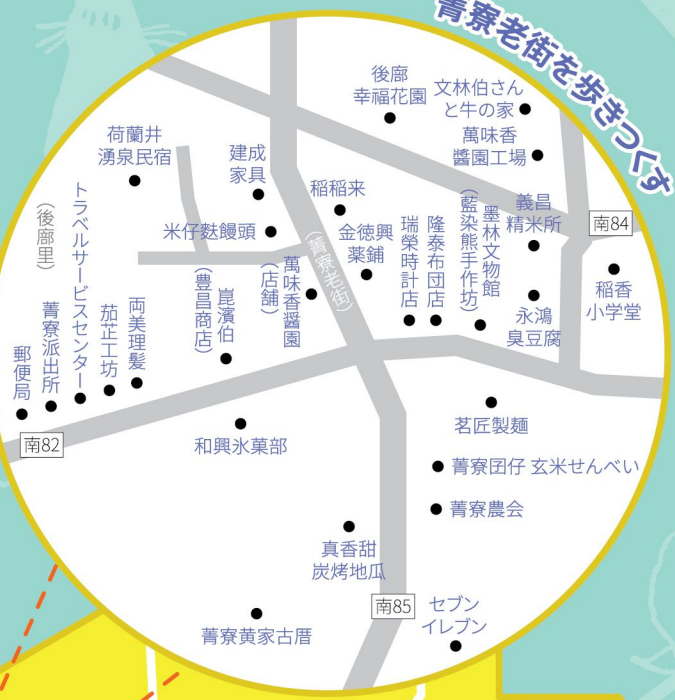 菁寮老街を歩きつくす
後廍
幸福花園
文林伯さん
と牛の家
萬味香
醬園工場
荷蘭井
湧泉民宿
建成
家具
稲稲来
米仔麩饅頭
金徳興
薬鋪
(菁寮老街)
瑞榮時計店
隆泰布団店
墨林文物館
(藍染熊手作坊)
義昌
精米所
南84
稲香
小学堂
永鴻
臭豆腐
萬味香醬園
(店舗)
崑濱伯
(豊昌商店)
(後廍里)
郵便局
菁寮派出所
トラベルサービスセンター
茄芷工坊
両美理髪
南82
和興氷菓部
茗匠製麺
菁寮囝仔 玄米せんべい
菁寮農会
真香甜
炭烤地瓜
南85
セブン
イレブン
菁寮黄家古厝